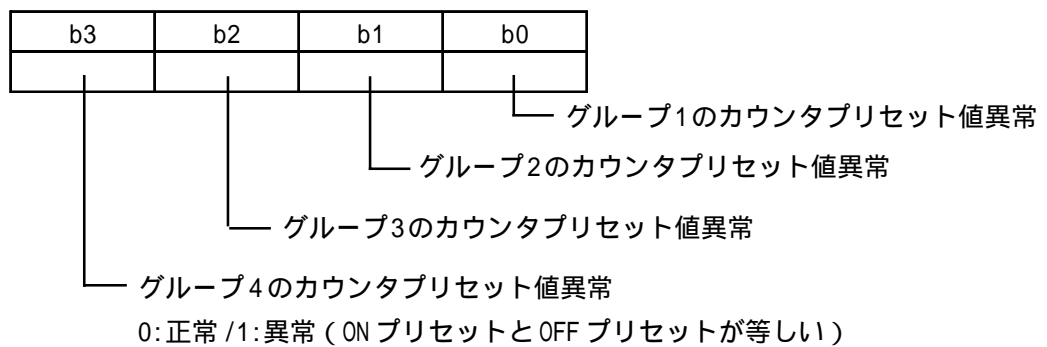 b3 b2 b1 b0
グループ1のカウンタプリセット値異常
グループ2のカウンタプリセット値異常
グループ3のカウンタプリセット値異常
グループ4のカウンタプリセット値異常
0:正常/1:異常(ONプリセットとOFFプリセットが等しい)